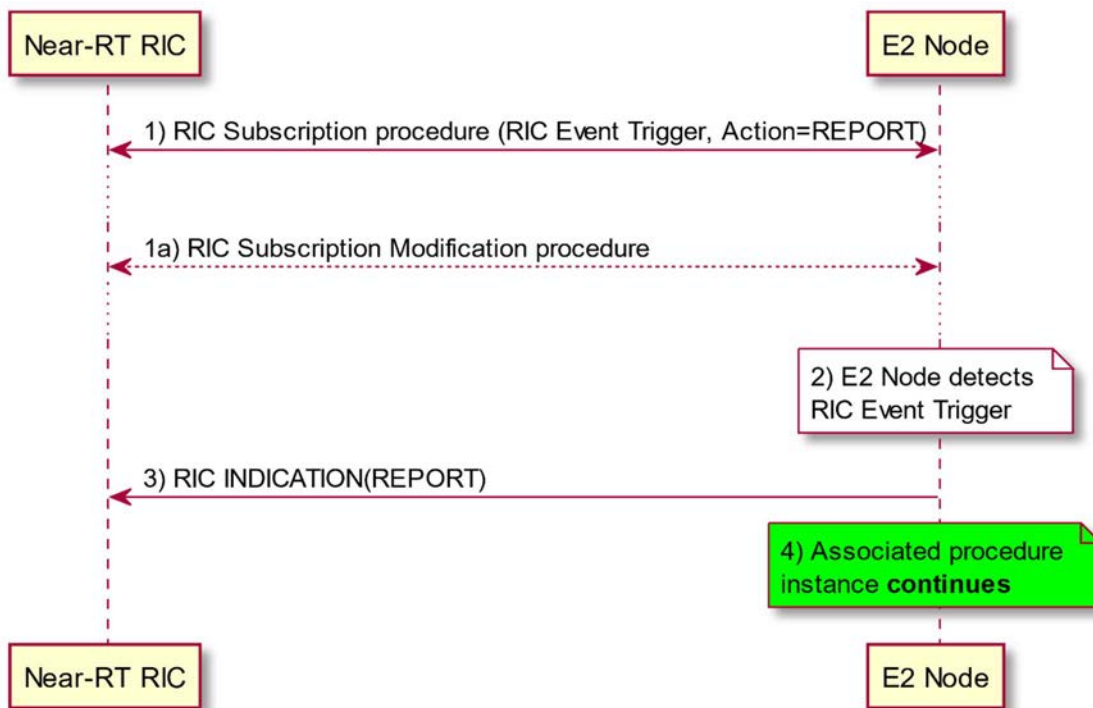 Near-RT RIC
E2 Node
1) RIC Subscription procedure (RIC Event Trigger, Action=REPORT)
1a) RIC Subscription Modification procedure
2) E2 Node detects
RIC Event Trigger
3) RIC INDICATION(REPORT)
4) Associated procedure
instance continues
Near-RT RIC
E2 Node